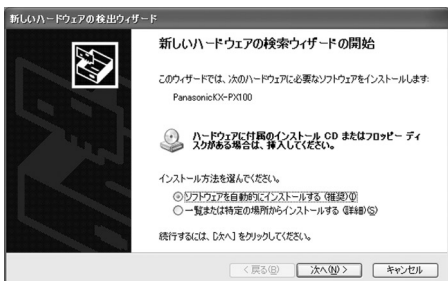 新しいハードウェアの検出ウィザード
新しいハードウェアの検索ウィザードの開始
このウィザードでは、次のハードウェアに必要なソフトウェアをインストールします:
PanasonicKX-PX100
ハードウェアに付属のインストール CD またはフロッピー ディ
スクがある場合は、挿入してください。
インストール方法を選んでください。
ソフトウェアを自動的にインストールする (推奨)(I)
一覧または特定の場所からインストールする (詳細)(S)
続行するには、[次へ] をクリックしてください。
< 戻る(B) 次へ(N) > キャンセル